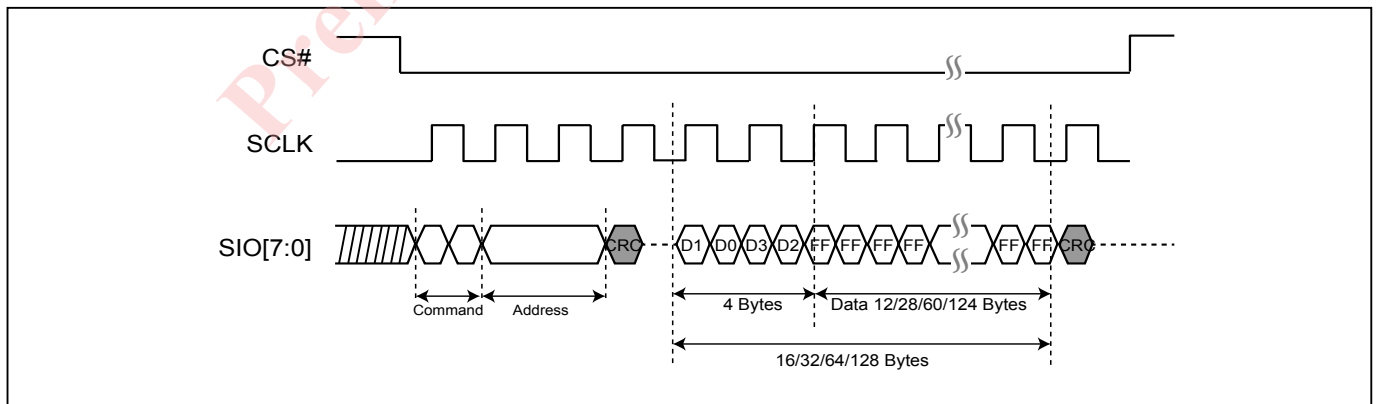 Prem
CS#
SCLK
SIO[7:0]
CRC
D1 D0 D3 D2 FF FF FF FF
FF FF
CRC
Command
Address
4 Bytes
Data 12/28/60/124 Bytes
16/32/64/128 Bytes